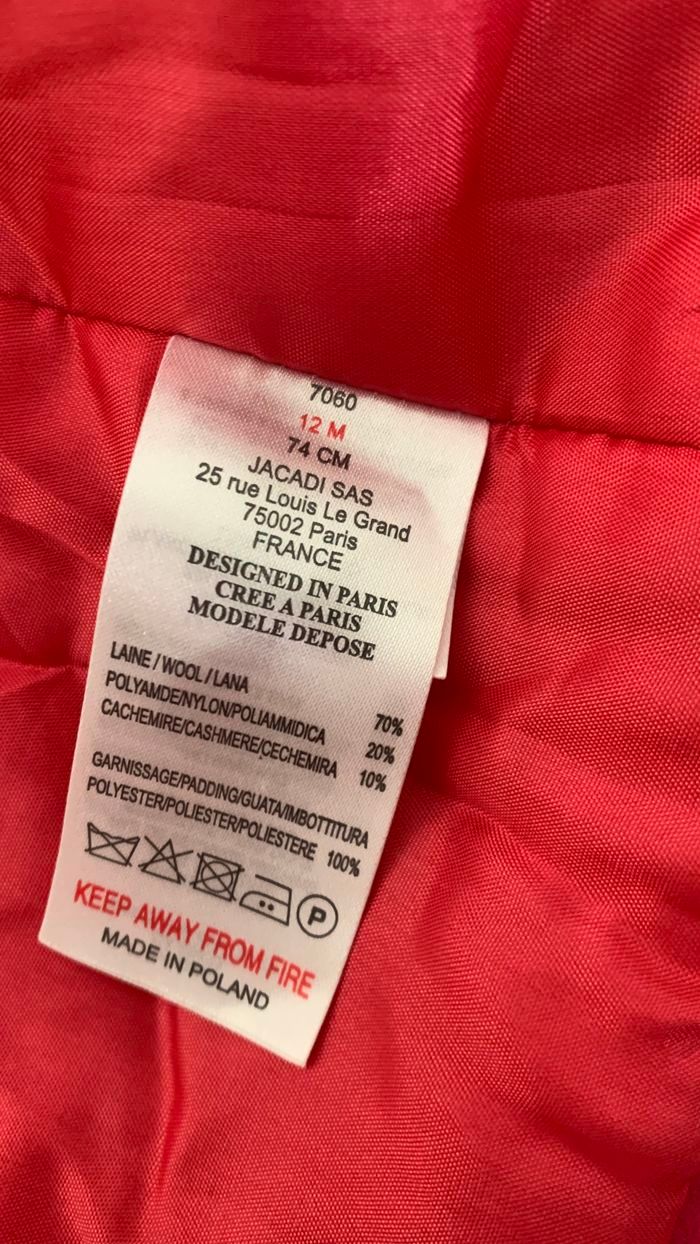 7060
12 M
74 CM
JACADI SAS
25 rue Louis Le Grand
75002 Paris
FRANCE
DESIGNED IN PARIS
CREE A PARIS
MODELE DEPOSE
LAINE / WOOL / LANA 70%
POLYAMDE/NYLON/POLIAMMIDICA 20%
CACHEMIRE/CASHMERE/CECHEMIRA 10%
GARNISSAGE/PADDING/GUATA/IMBOTTITURA
POLYESTER/POLIESTER/POLIESTERE 100%
P
KEEP AWAY FROM FIRE
MADE IN POLAND